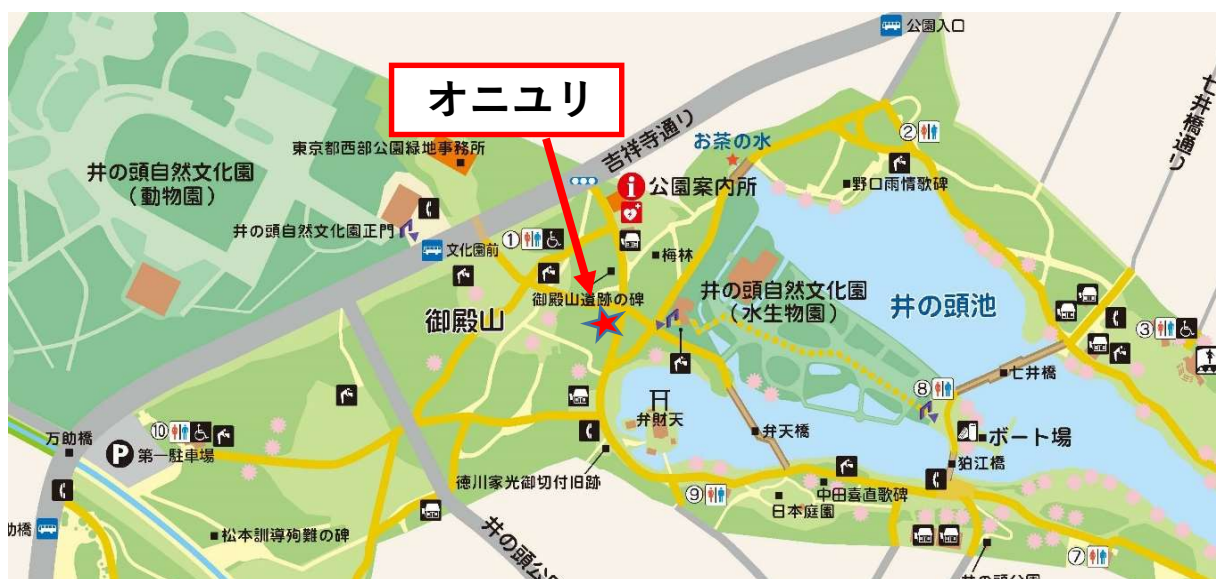 公園入口
オニユリ
七井橋通り
吉祥寺通り
お茶の水
②
東京都西部公園緑地事務所
井の頭自然文化園
(動物園)
i
公園案内所
野口雨情歌碑
井の頭自然文化園正門
文化園前
①
梅林
御殿山遺跡の碑
御殿山
井の頭自然文化園
(水生物園)
井の頭池
③
七井橋
⑧
弁財天
弁天橋
ボート場
狛江橋
⑩
万助橋
P
第一駐車場
徳川家光御切付旧跡
⑨
中田喜直歌碑
日本庭園
助橋
松本訓導殉難の碑
井の頭公
⑦